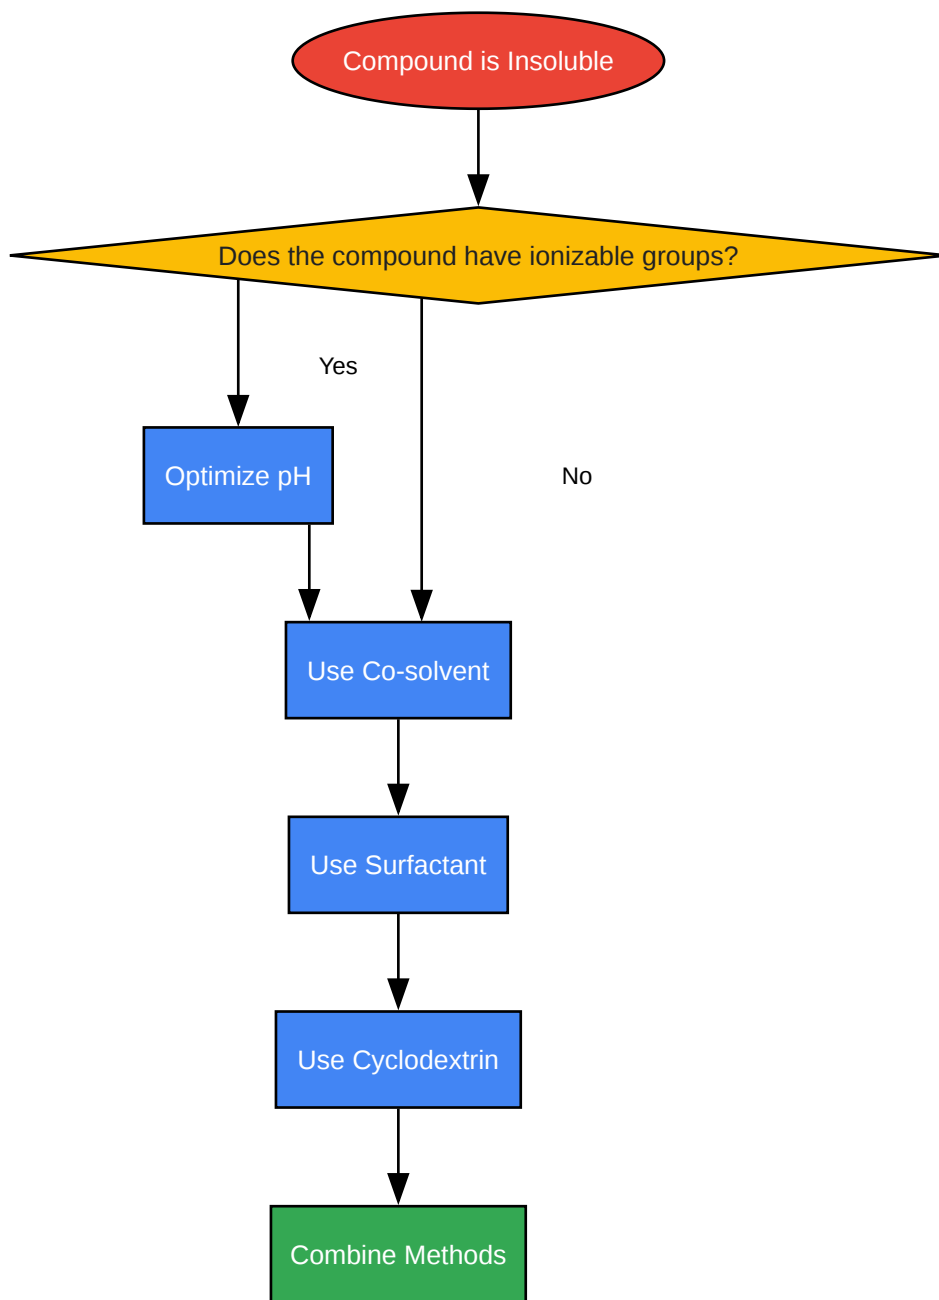 Compound is Insoluble
Does the compound have ionizable groups?
Yes
Optimize pH
No
Use Co-solvent
Use Surfactant
Use Cyclodextrin
Combine Methods